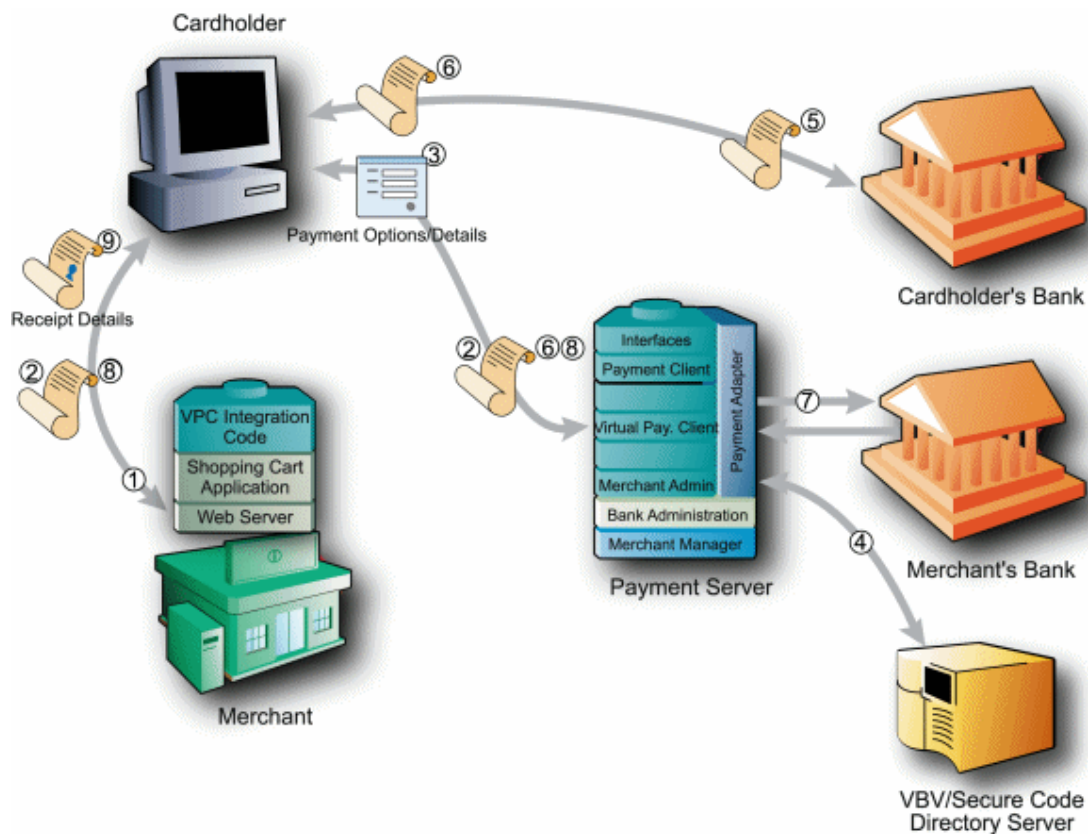 Cardholder
⑥
⑤
③
Payment Options/Details
Cardholder's Bank
⑨
Receipt Details
② ⑧
①
VPC Integration
Code
Shopping Cart
Application
Web Server
Merchant
② ⑥⑧
Interfaces
Payment Client
Virtual Pay. Client
Merchant Admin
Payment Adapter
Bank Administration
Merchant Manager
Payment Server
⑦
Merchant's Bank
④
VBV/Secure Code
Directory Server